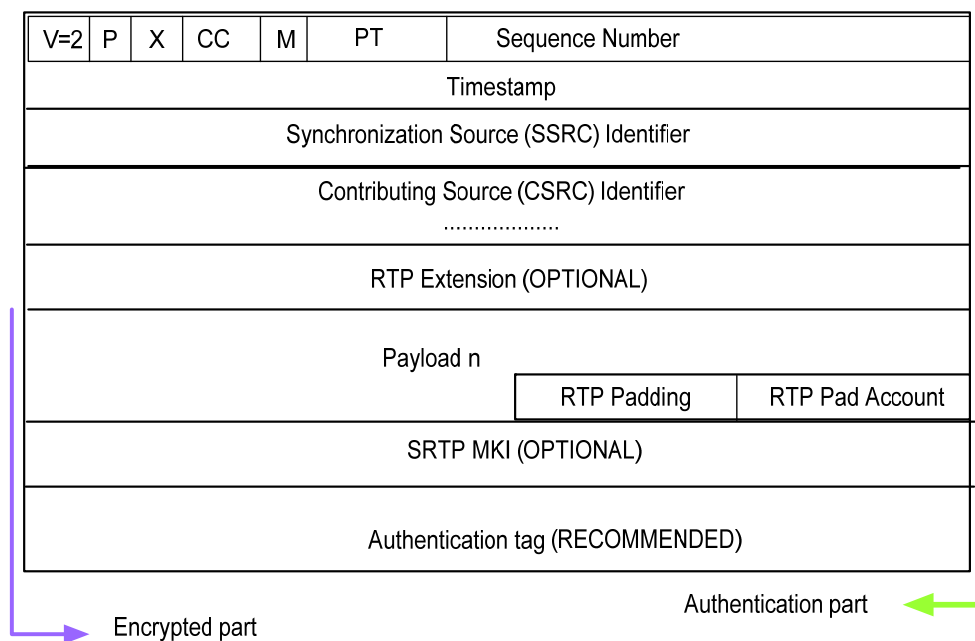 V=2 P X CC M PT Sequence Number
Timestamp
Synchronization Source (SSRC) Identifier
Contributing Source (CSRC) Identifier
...................
RTP Extension (OPTIONAL)
Payload n
RTP Padding RTP Pad Account
SRTP MKI (OPTIONAL)
Authentication tag (RECOMMENDED)
Authentication part
Encrypted part